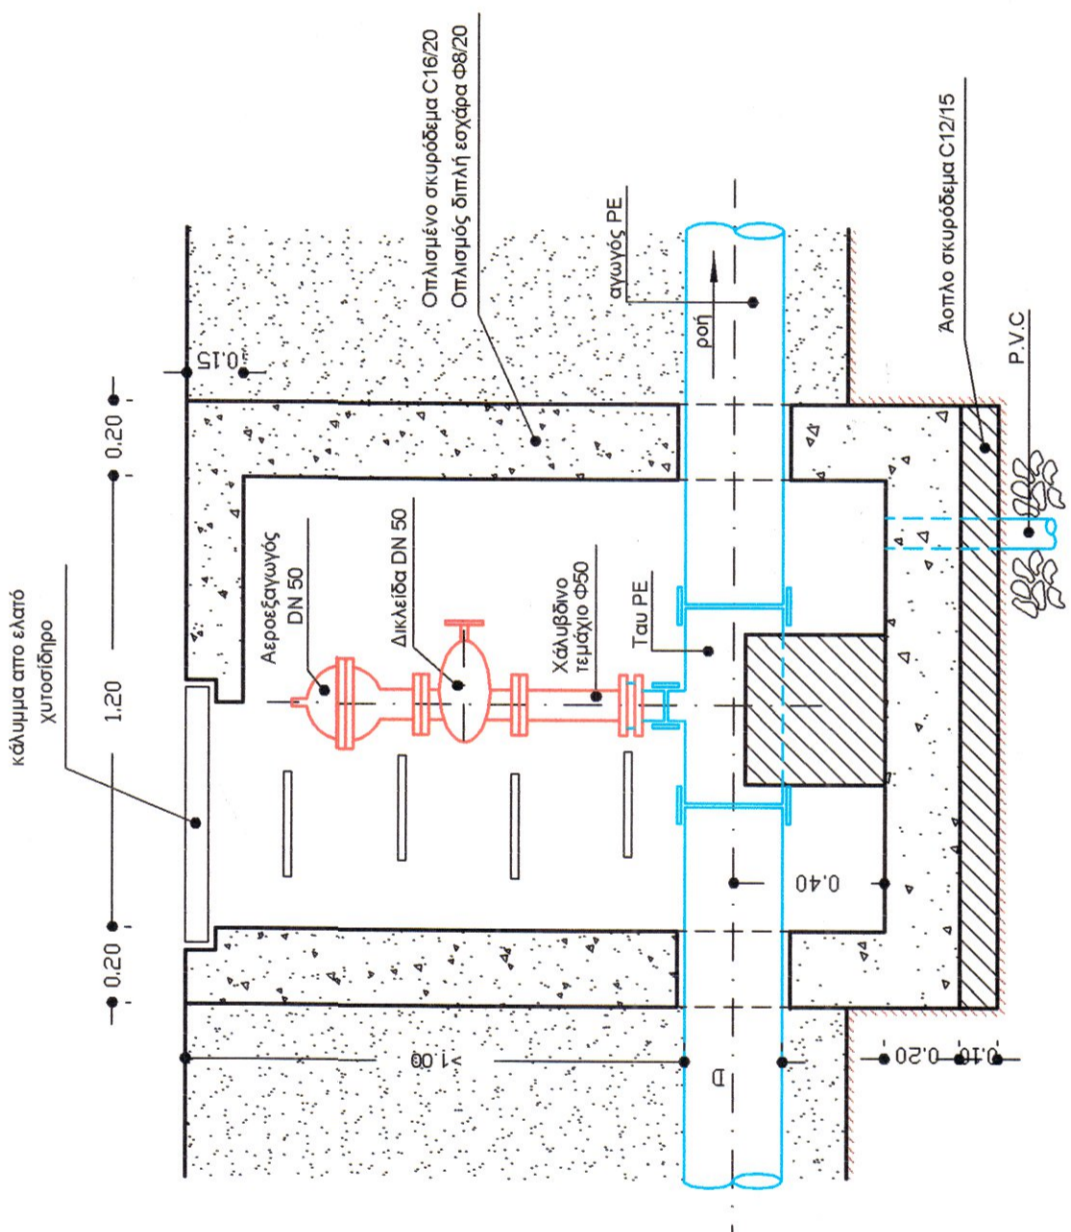 κάλυμμα απο ελατό
χυτοσίδηρο
0.20
1.20
0.20
0.15
Οπλισμένο σκυρόδεμα C16/20
Οπλισμός διπλή εσχάρα Φ8/20
Αεροεξαγωγός
DN 50
Δικλείδα DN 50
Χάλυβδινο
τεμάχιο Φ50
Ταυ PE
αγωγός PE
ροή
>1.00
D
0.40
0.20
0.10
Άοπλο σκυρόδεμα C12/15
P.V.C